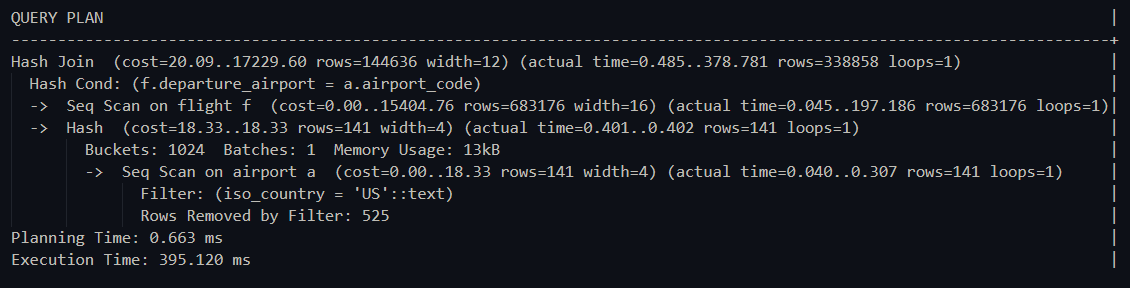 QUERY PLAN |
-----------------------------------------------------------------------------------------------------------------------+
Hash Join  (cost=20.09..17229.60 rows=144636 width=12) (actual time=0.485..378.781 rows=338858 loops=1) |
  Hash Cond: (f.departure_airport = a.airport_code) |
  ->  Seq Scan on flight f  (cost=0.00..15404.76 rows=683176 width=16) (actual time=0.045..197.186 rows=683176 loops=1)|
  ->  Hash  (cost=18.33..18.33 rows=141 width=4) (actual time=0.401..0.402 rows=141 loops=1) |
        Buckets: 1024  Batches: 1  Memory Usage: 13kB |
        ->  Seq Scan on airport a  (cost=0.00..18.33 rows=141 width=4) (actual time=0.040..0.307 rows=141 loops=1) |
              Filter: (iso_country = 'US'::text) |
              Rows Removed by Filter: 525 |
Planning Time: 0.663 ms |
Execution Time: 395.120 ms |